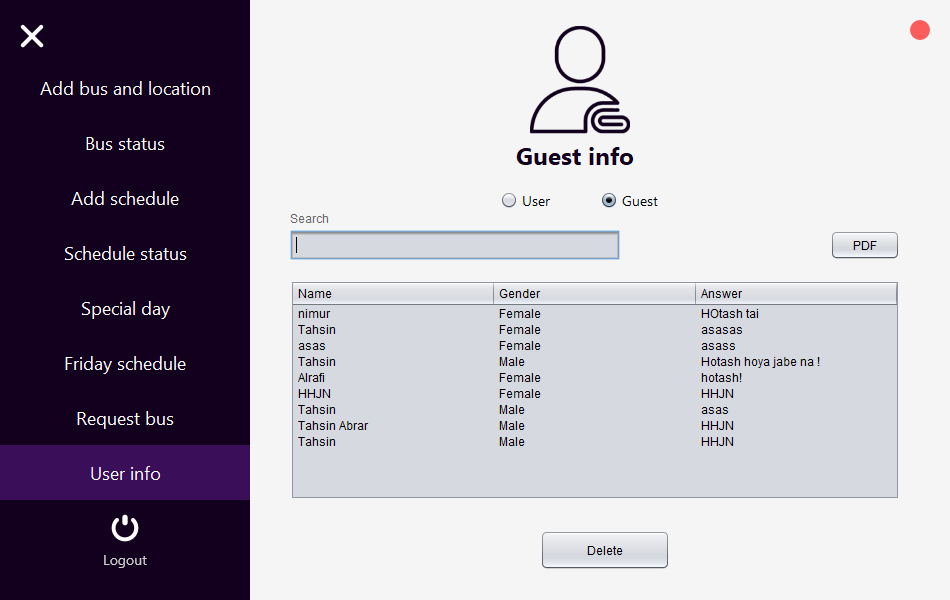 Add bus and location
Bus status
Add schedule
Schedule status
Special day
Friday schedule
Request bus
User info
Logout
Guest info
User Guest
Search
PDF
Name Gender Answer
nimur Female HOtash tai
Tahsin Female asasas
asas Female asass
Tahsin Male Hotash hoya jabe na !
Alrafi Female hotash!
HHJN Female HHJN
Tahsin Male asas
Tahsin Abrar Male HHJN
Tahsin Male HHJN
Delete